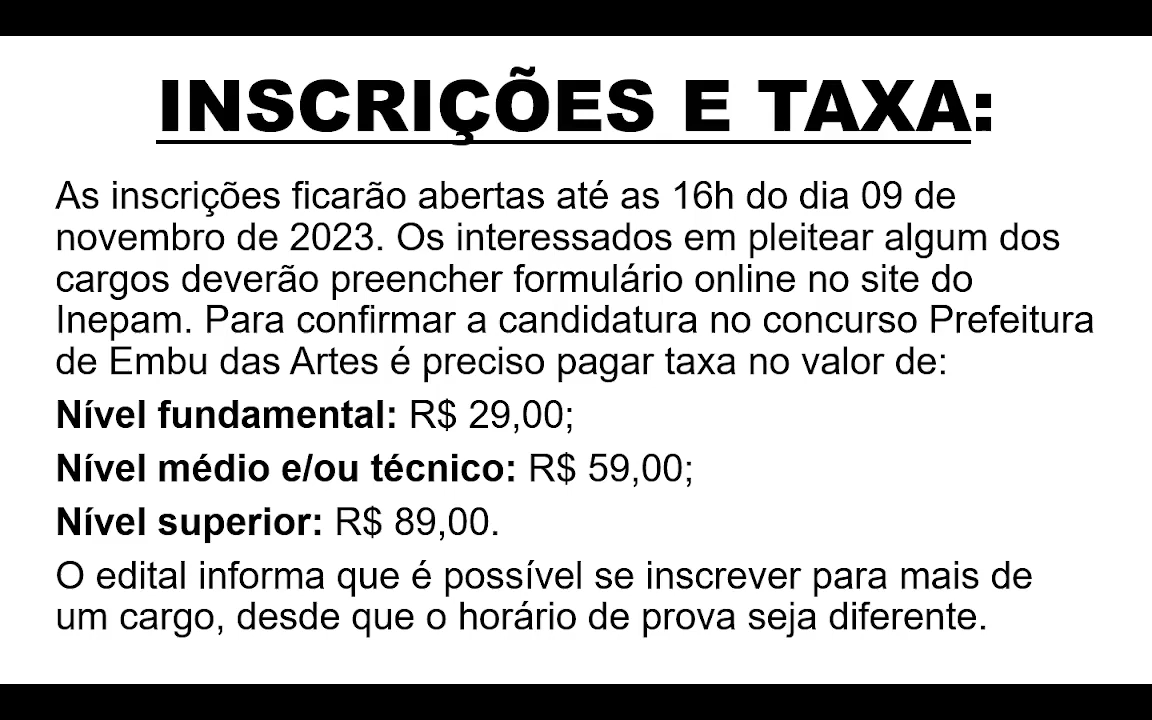 INSCRIÇÕES E TAXA:
As inscrições ficarão abertas até as 16h do dia 09 de
novembro de 2023. Os interessados em pleitear algum dos
cargos deverão preencher formulário online no site do
Inepam. Para confirmar a candidatura no concurso Prefeitura
de Embu das Artes é preciso pagar taxa no valor de:
Nível fundamental: R$ 29,00;
Nível médio e/ou técnico: R$ 59,00;
Nível superior: R$ 89,00.
O edital informa que é possível se inscrever para mais de
um cargo, desde que o horário de prova seja diferente.